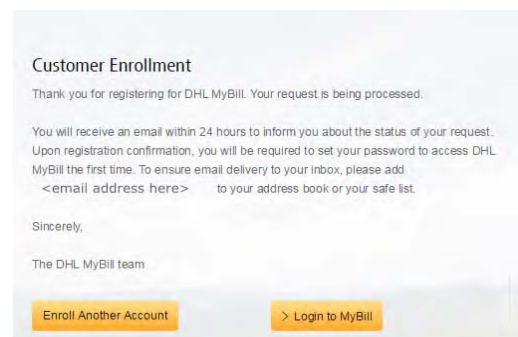 Customer Enrollment
Thank you for registering for DHL MyBill. Your request is being processed.
You will receive an email within 24 hours to inform you about the status of your request.
Upon registration confirmation, you will be required to set your password to access DHL
MyBill the first time. To ensure email delivery to your inbox, please add
<email address here> to your address book or your safe list.
Sincerely,
The DHL MyBill team
Enroll Another Account > Login to MyBill